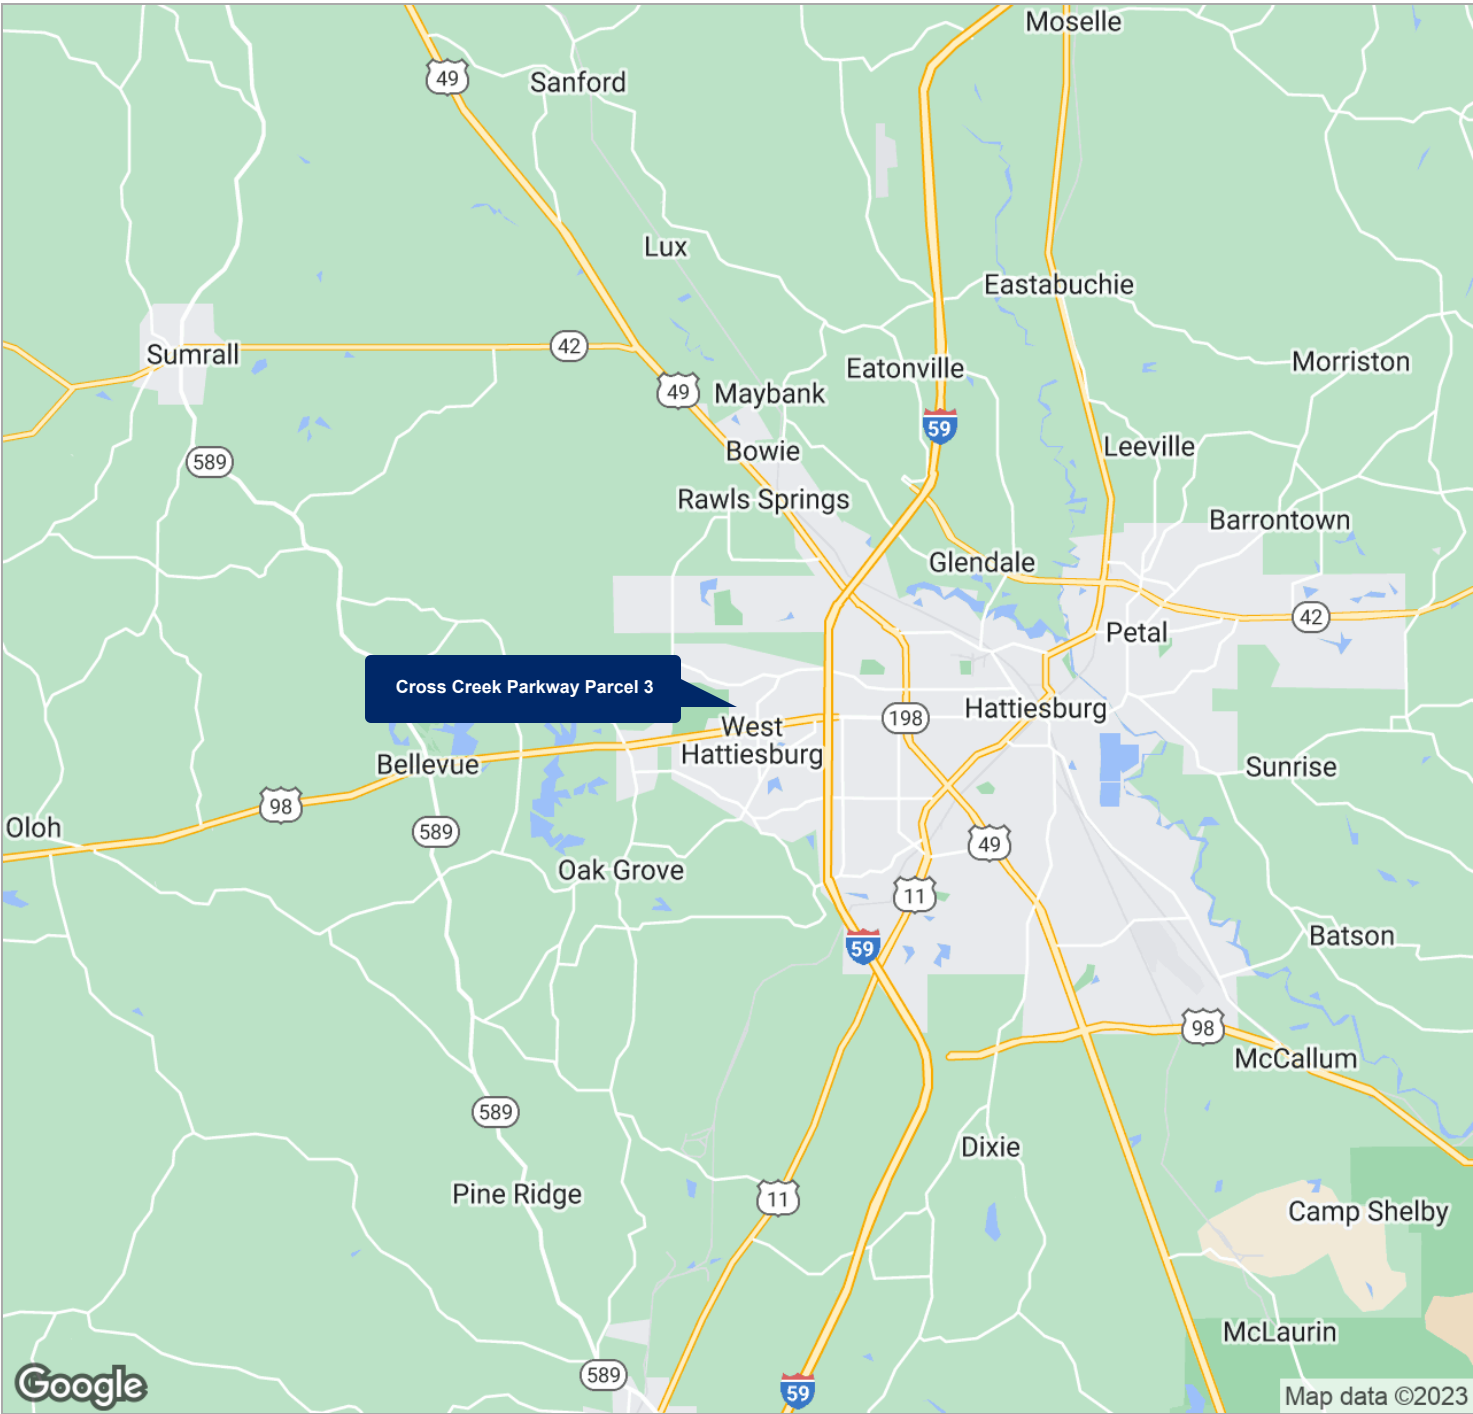 Moselle
49
Sanford
Lux
Eastabuchie
42
Sumrall
Eatonville
Morriston
49
Maybank
59
Bowie
Leeville
589
Rawls Springs
Barrontown
Glendale
42
Petal
Cross Creek Parkway Parcel 3
198
Hattiesburg
West
Hattiesburg
Bellevue
Sunrise
98
Oloh
589
49
Oak Grove
11
Batson
59
98
McCallum
589
Dixie
Pine Ridge
11
Camp Shelby
McLaurin
589
59
Google
Map data ©2023